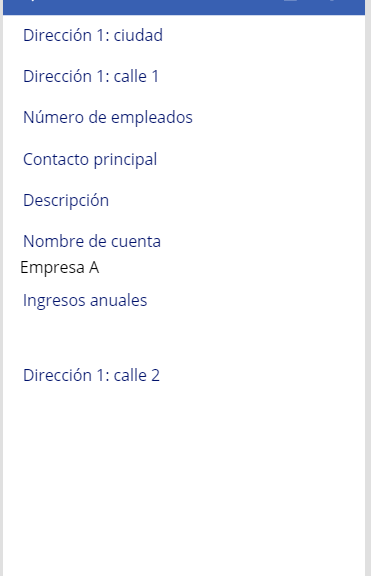 Dirección 1: ciudad
Dirección 1: calle 1
Número de empleados
Contacto principal
Descripción
Nombre de cuenta
Empresa A
Ingresos anuales
Dirección 1: calle 2